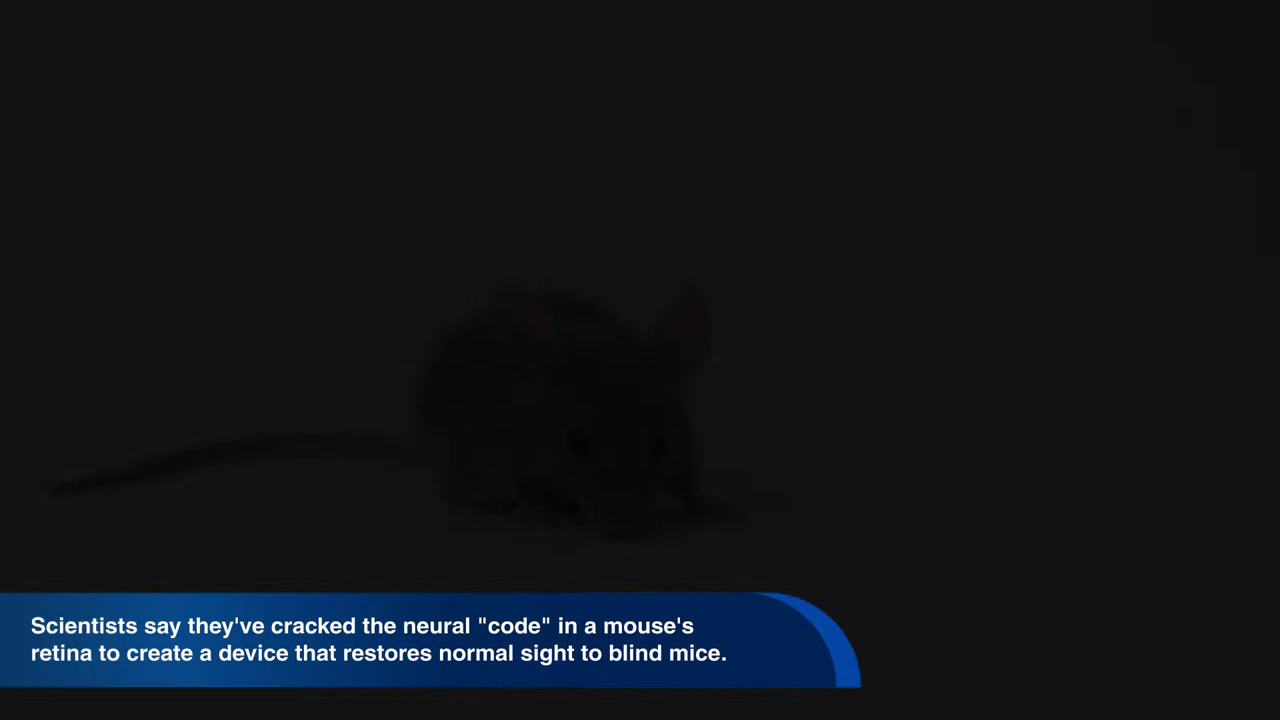 Scientists say they've cracked the neural "code" in a mouse's
retina to create a device that restores normal sight to blind mice.